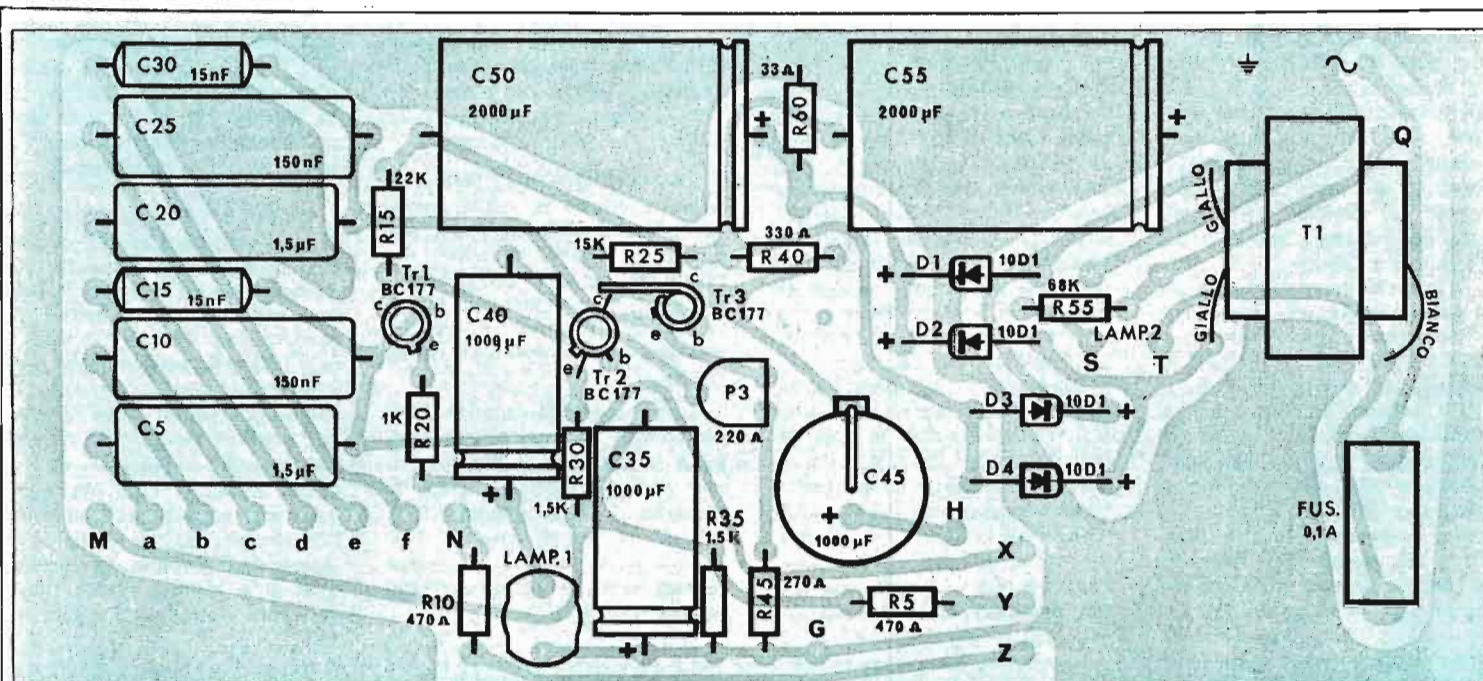 C30
15nF
C25
150nF
C20
1,5µF
C15
15nF
C10
150nF
C5
1,5µF
22K
R15
Tr1
BC177
c
b
e
1K
R20
C50
2000µF
+
C40
1000µF
+
15K
R25
c
c
Tr3
BC177
e
b
e
b
Tr2
BC177
33Ω
R60
330Ω
R40
C55
2000µF
+
+
D1
10D1
+
D2
10D1
68K
R55
LAMP.2
S
T
D3
10D1
+
D4
10D1
+
GIALLO
GIALLO
T1
Q
BIANCO
FUS.
0,1A
P3
220Ω
C45
+
1000µF
H
R30
1,5K
C35
1000µF
+
R35
1.5K
R45
270Ω
M
a
b
c
d
e
f
N
LAMP.1
R10
470Ω
G
R5
470Ω
X
Y
Z